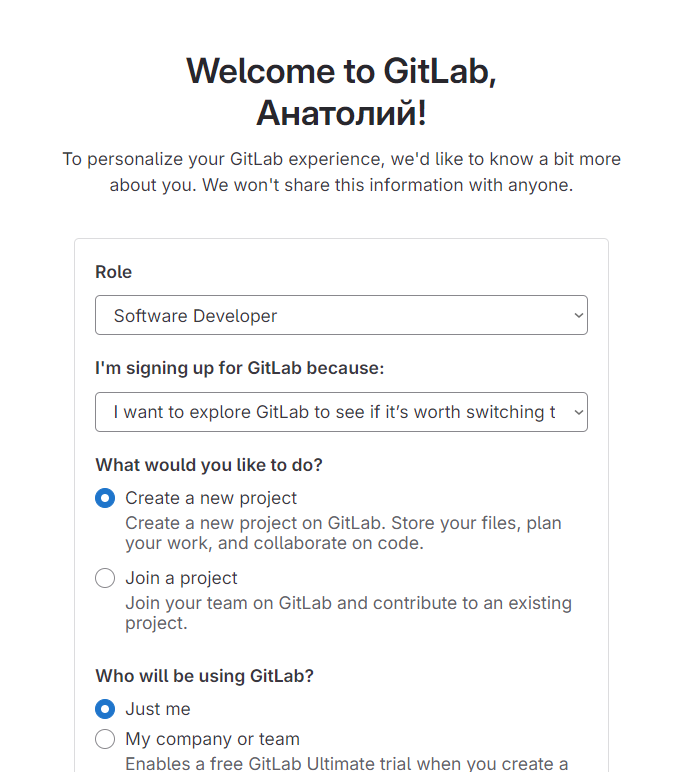 Welcome to GitLab,
Анатолий!
To personalize your GitLab experience, we'd like to know a bit more
about you. We won't share this information with anyone.
Role
Software Developer
I'm signing up for GitLab because:
I want to explore GitLab to see if it’s worth switching t
What would you like to do?
Create a new project
Create a new project on GitLab. Store your files, plan
your work, and collaborate on code.
Join a project
Join your team on GitLab and contribute to an existing
project.
Who will be using GitLab?
Just me
My company or team
Enables a free GitLab Ultimate trial when you create a